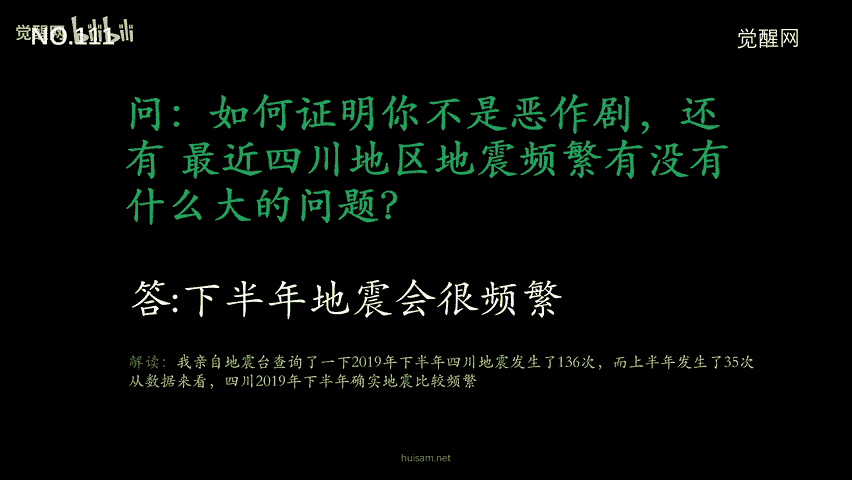 觉醒网 bilibili
NO.111
觉醒网
问：如何证明你不是恶作剧，还
有 最近四川地区地震频繁有没有
什么大的问题？
答:下半年地震会很频繁
解读：我亲自地震台查询了一下2019年下半年四川地震发生了136次，而上半年发生了35次
从数据来看，四川2019年下半年确实地震比较频繁
huisam.net